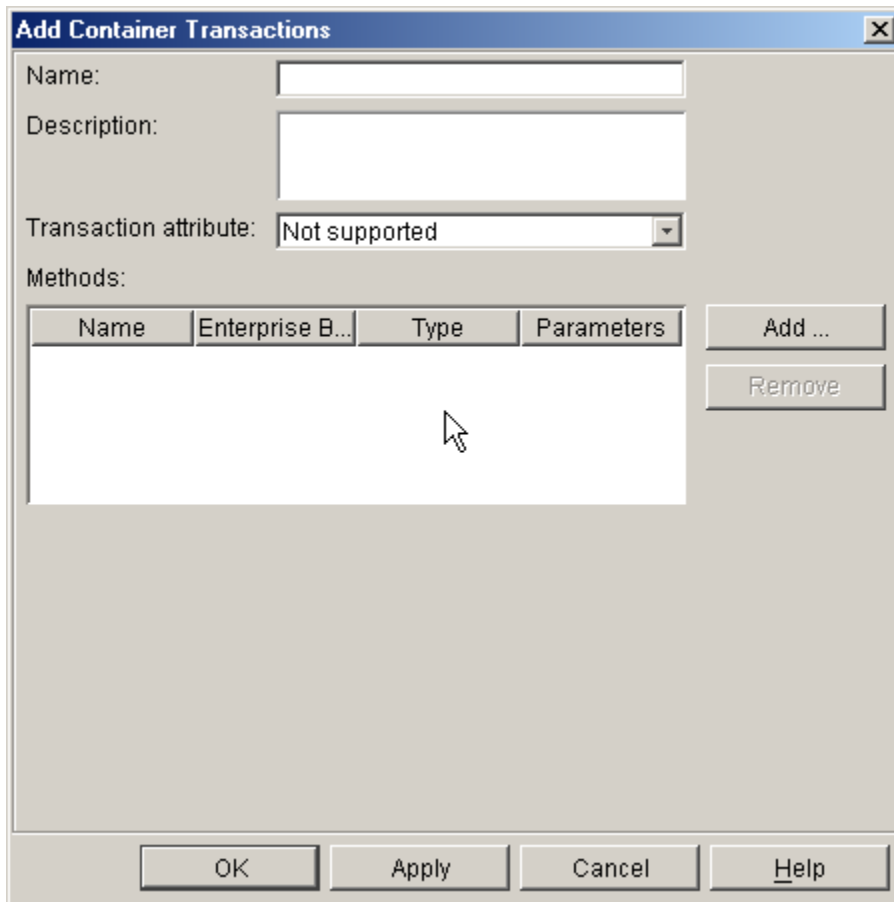 Add Container Transactions
Name:
Description:
Transaction attribute: Not supported
Methods:
Name Enterprise B... Type Parameters
Add ...
Remove
OK Apply Cancel Help